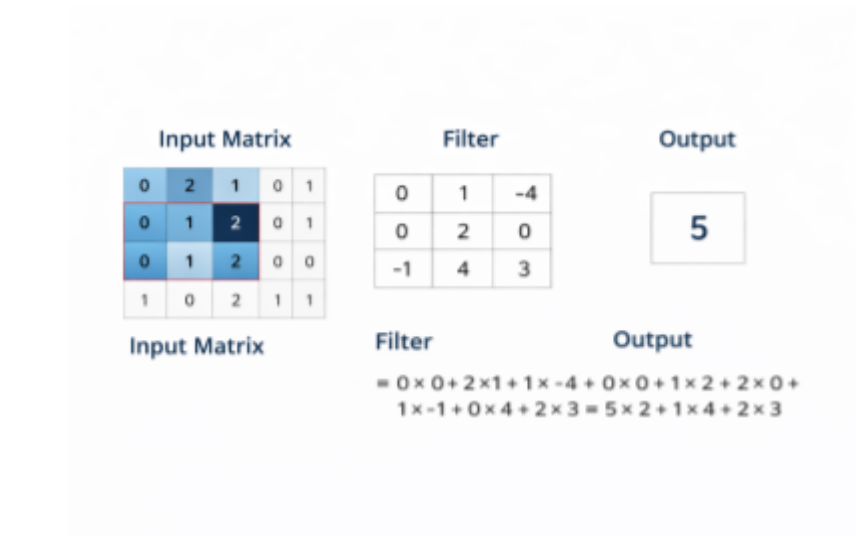 Input Matrix Filter Output
0 2 1 0 1
0 1 2 0 1
0 1 2 0 0
1 0 2 1 1
0 1 -4
0 2 0
-1 4 3
5
Input Matrix Filter Output
= 0 × 0 + 2 × 1 + 1 × -4 + 0 × 0 + 1 × 2 + 2 × 0 +
1 × -1 + 0 × 4 + 2 × 3 = 5 × 2 + 1 × 4 + 2 × 3